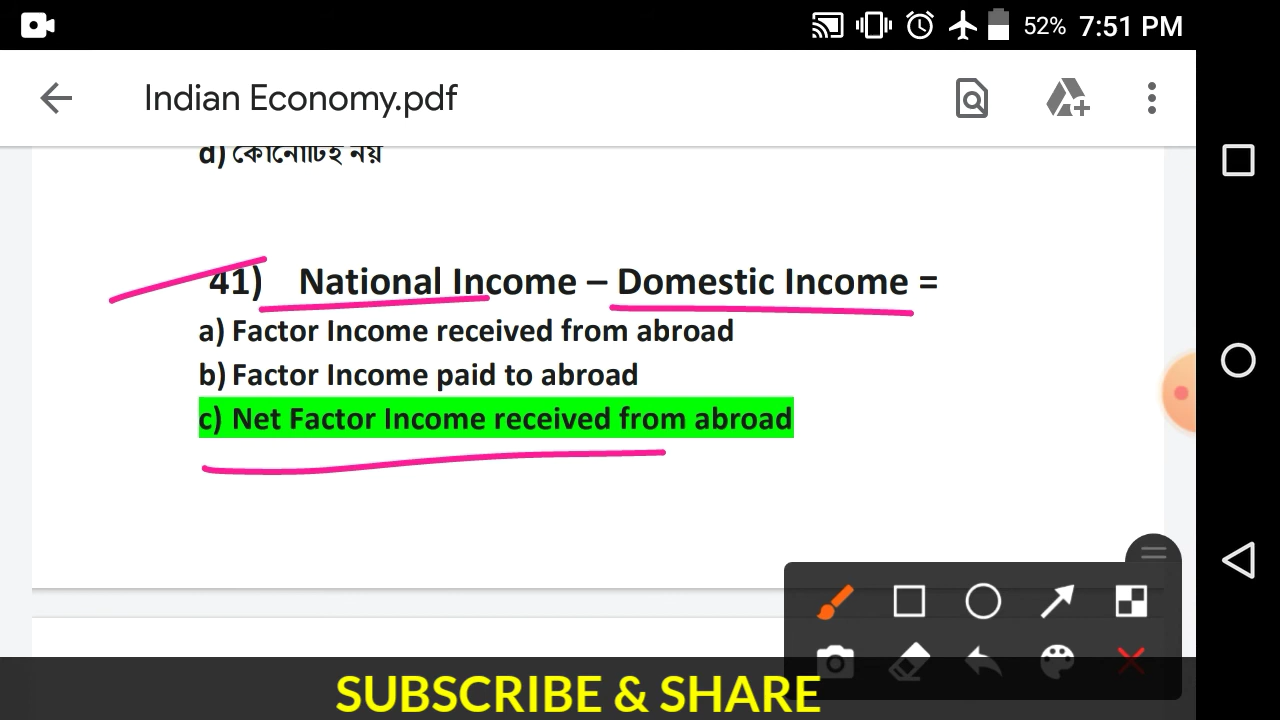 52% 7:51 PM
Indian Economy.pdf
d) কোনোটিই নয়
41) National Income – Domestic Income =
a) Factor Income received from abroad
b) Factor Income paid to abroad
c) Net Factor Income received from abroad
SUBSCRIBE & SHARE